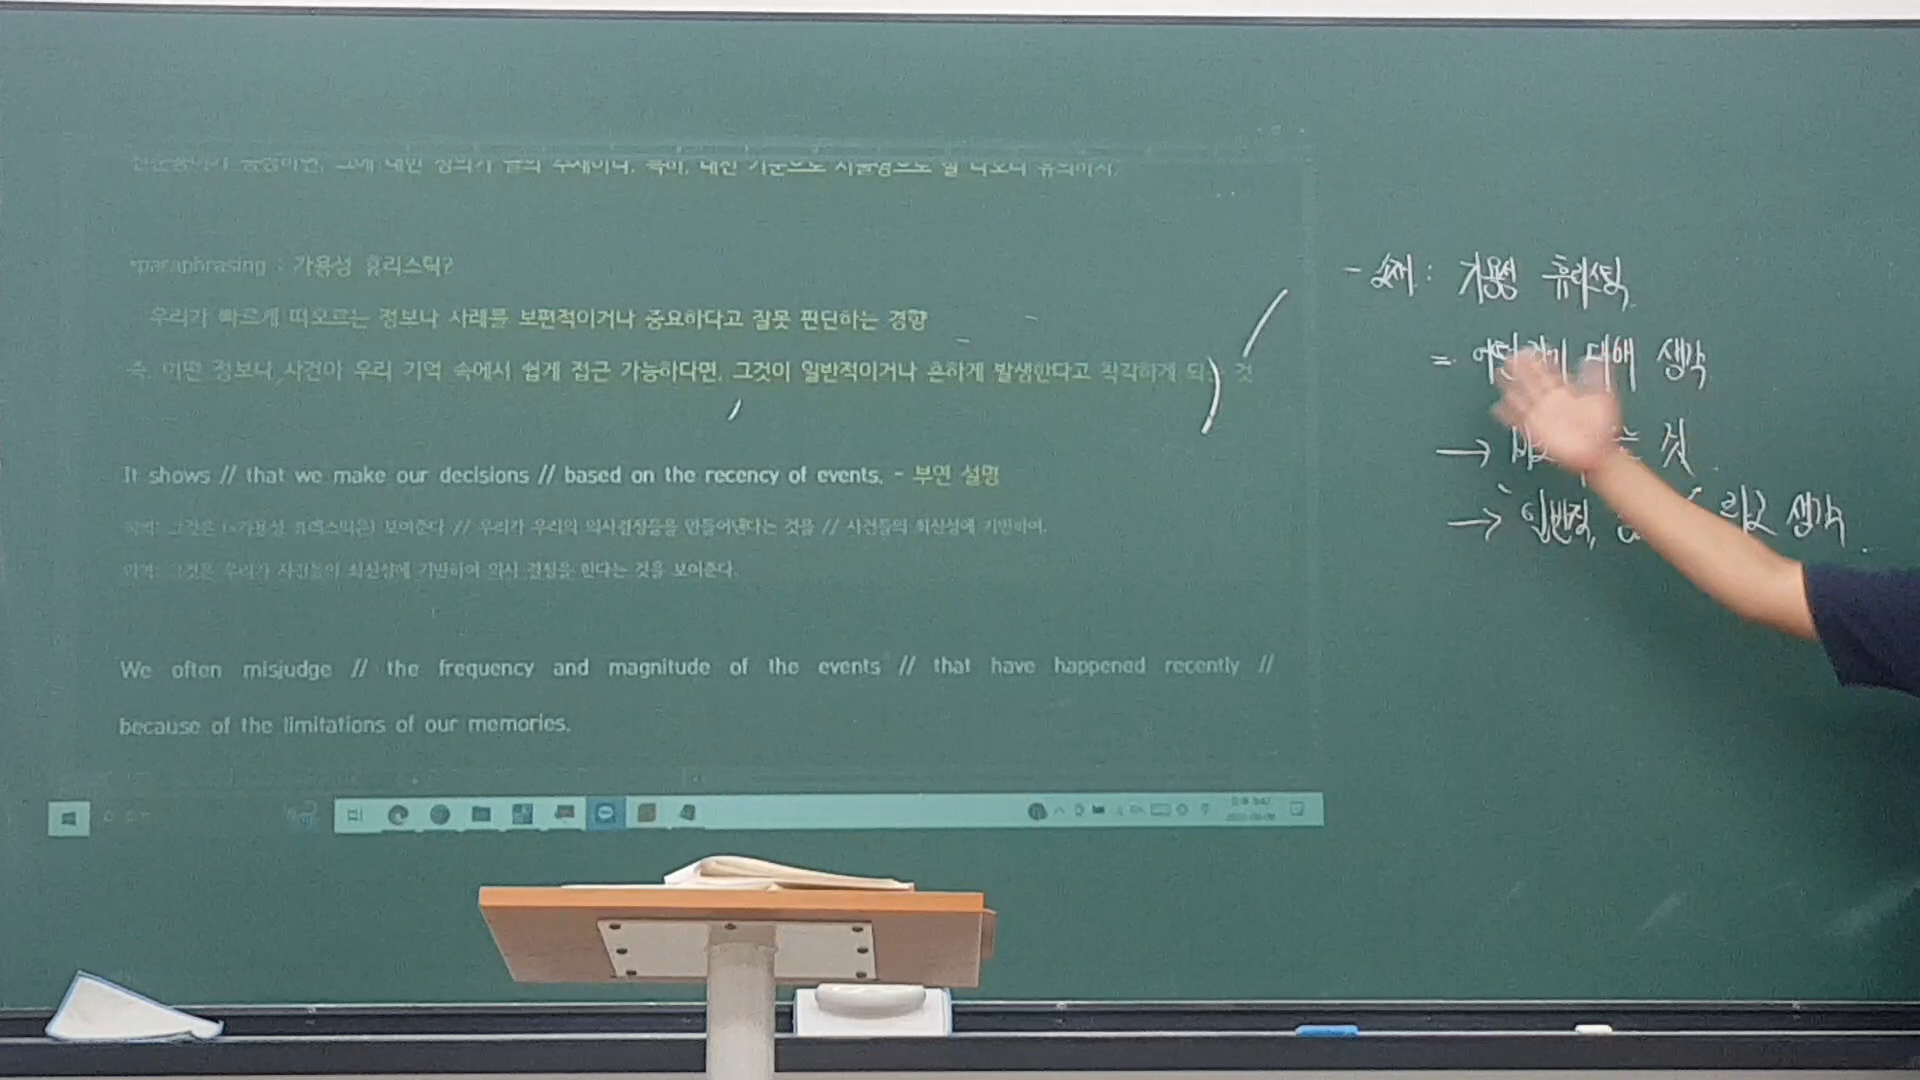 *paraphrasing : 가용성 휴리스틱?
우리가 빠르게 떠오르는 정보나 사례를 보편적이거나 중요하다고 잘못 판단하는 경향
즉, 어떤 정보나 사건이 우리 기억 속에서 쉽게 접근 가능하다면, 그것이 일반적이거나 흔하게 발생한다고 착각하게 되는 것
It shows // that we make our decisions // based on the recency of events. - 부연 설명
직역: 그것은 (=가용성 휴리스틱은) 보여준다 // 우리가 우리의 의사결정들을 만들어낸다는 것을 // 사건들의 최신성에 기반하여.
의역: 그것은 우리가 사건들의 최신성에 기반하여 의사 결정을 한다는 것을 보여준다.
We often misjudge // the frequency and magnitude of the events // that have happened recently //
because of the limitations of our memories.
- 소재 : 가용성 휴리스틱
= 대해 생각
→ 것
→ 일반적, 라고 생각